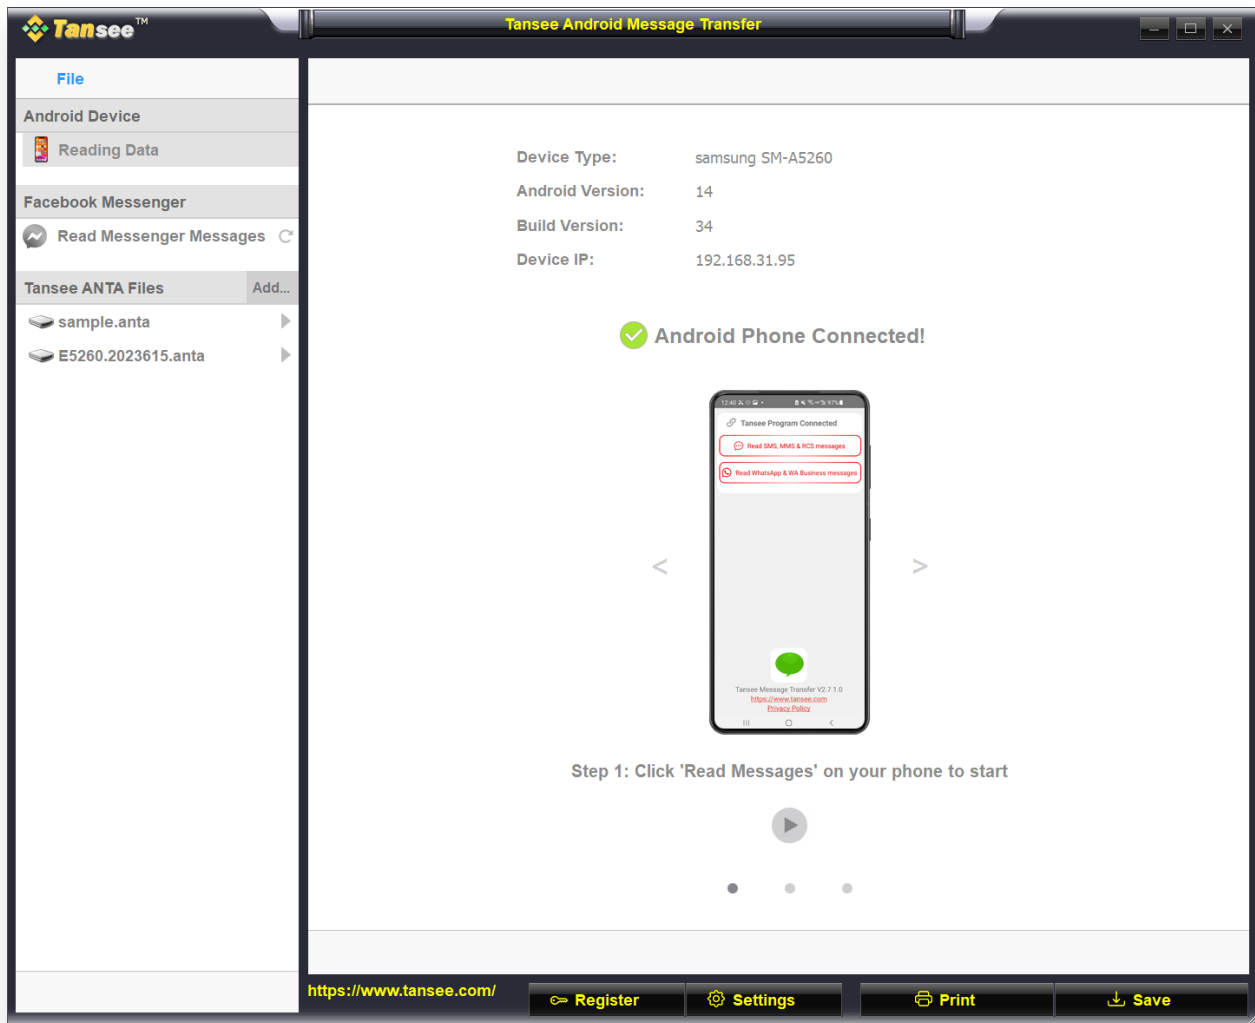 Tansee™
Tansee Android Message Transfer
File
Android Device
Reading Data
Facebook Messenger
Read Messenger Messages
Tansee ANTA Files
Add...
sample.anta
E5260.2023615.anta
Device Type: samsung SM-A5260
Android Version: 14
Build Version: 34
Device IP: 192.168.31.95
Android Phone Connected!
12:40
97%
Tansee Program Connected
Read SMS, MMS & RCS messages
Read WhatsApp & WA Business messages
<
>
Tansee Message Transfer V2.7.1.0
https://www.tansee.com
Privacy Policy
Step 1: Click 'Read Messages' on your phone to start
https://www.tansee.com/
Register
Settings
Print
Save